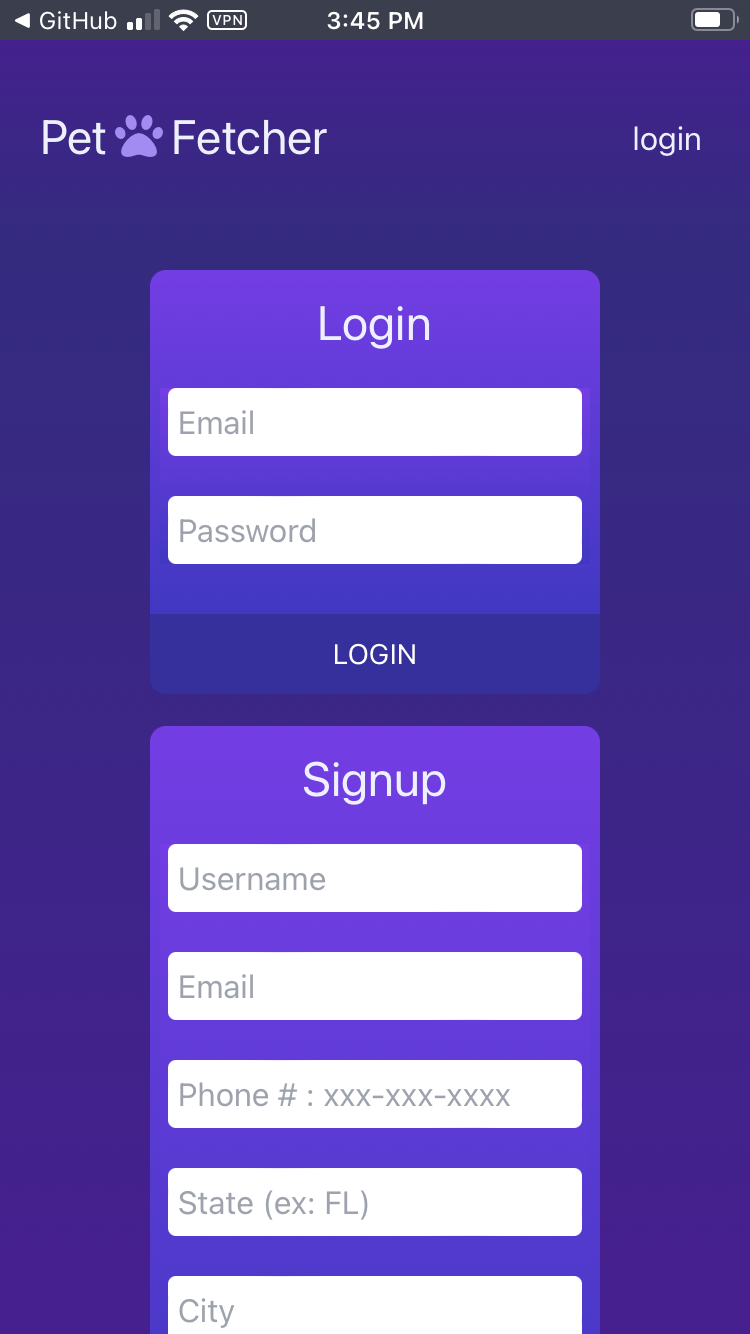 ◀ GitHub VPN 3:45 PM
Pet Fetcher login
Login
Email
Password
LOGIN
Signup
Username
Email
Phone # : xxx-xxx-xxxx
State (ex: FL)
City